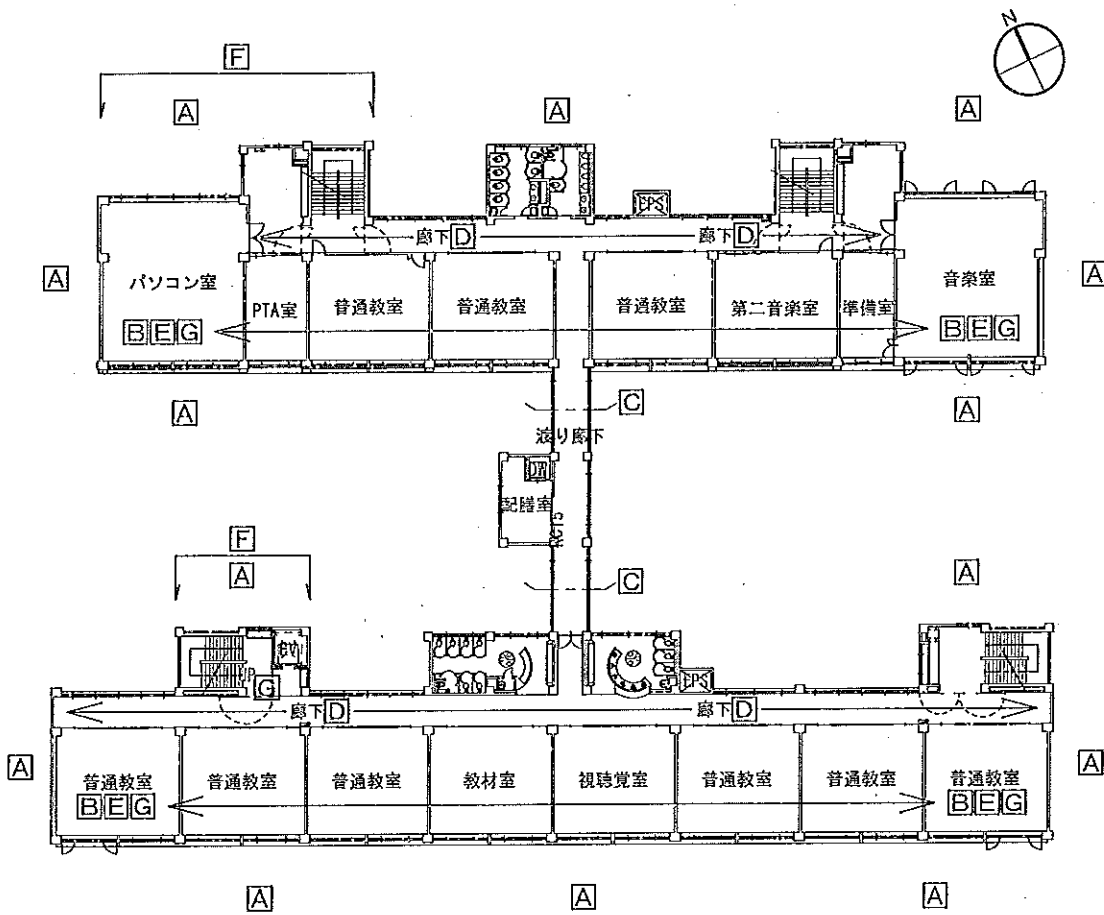 N
F
A A A
EPS
廊下D 廊下D
A パソコン室 音楽室 A
PTA室 普通教室 普通教室 普通教室 第二音楽室 準備室
BEG BEG
A A
C
渡り廊下
DW
配膳室
F
A A
C
EV
UP
G
EPS
廊下D 廊下D
A A
普通教室 普通教室 普通教室 教材室 視聴覚室 普通教室 普通教室 普通教室
BEG BEG
A A A